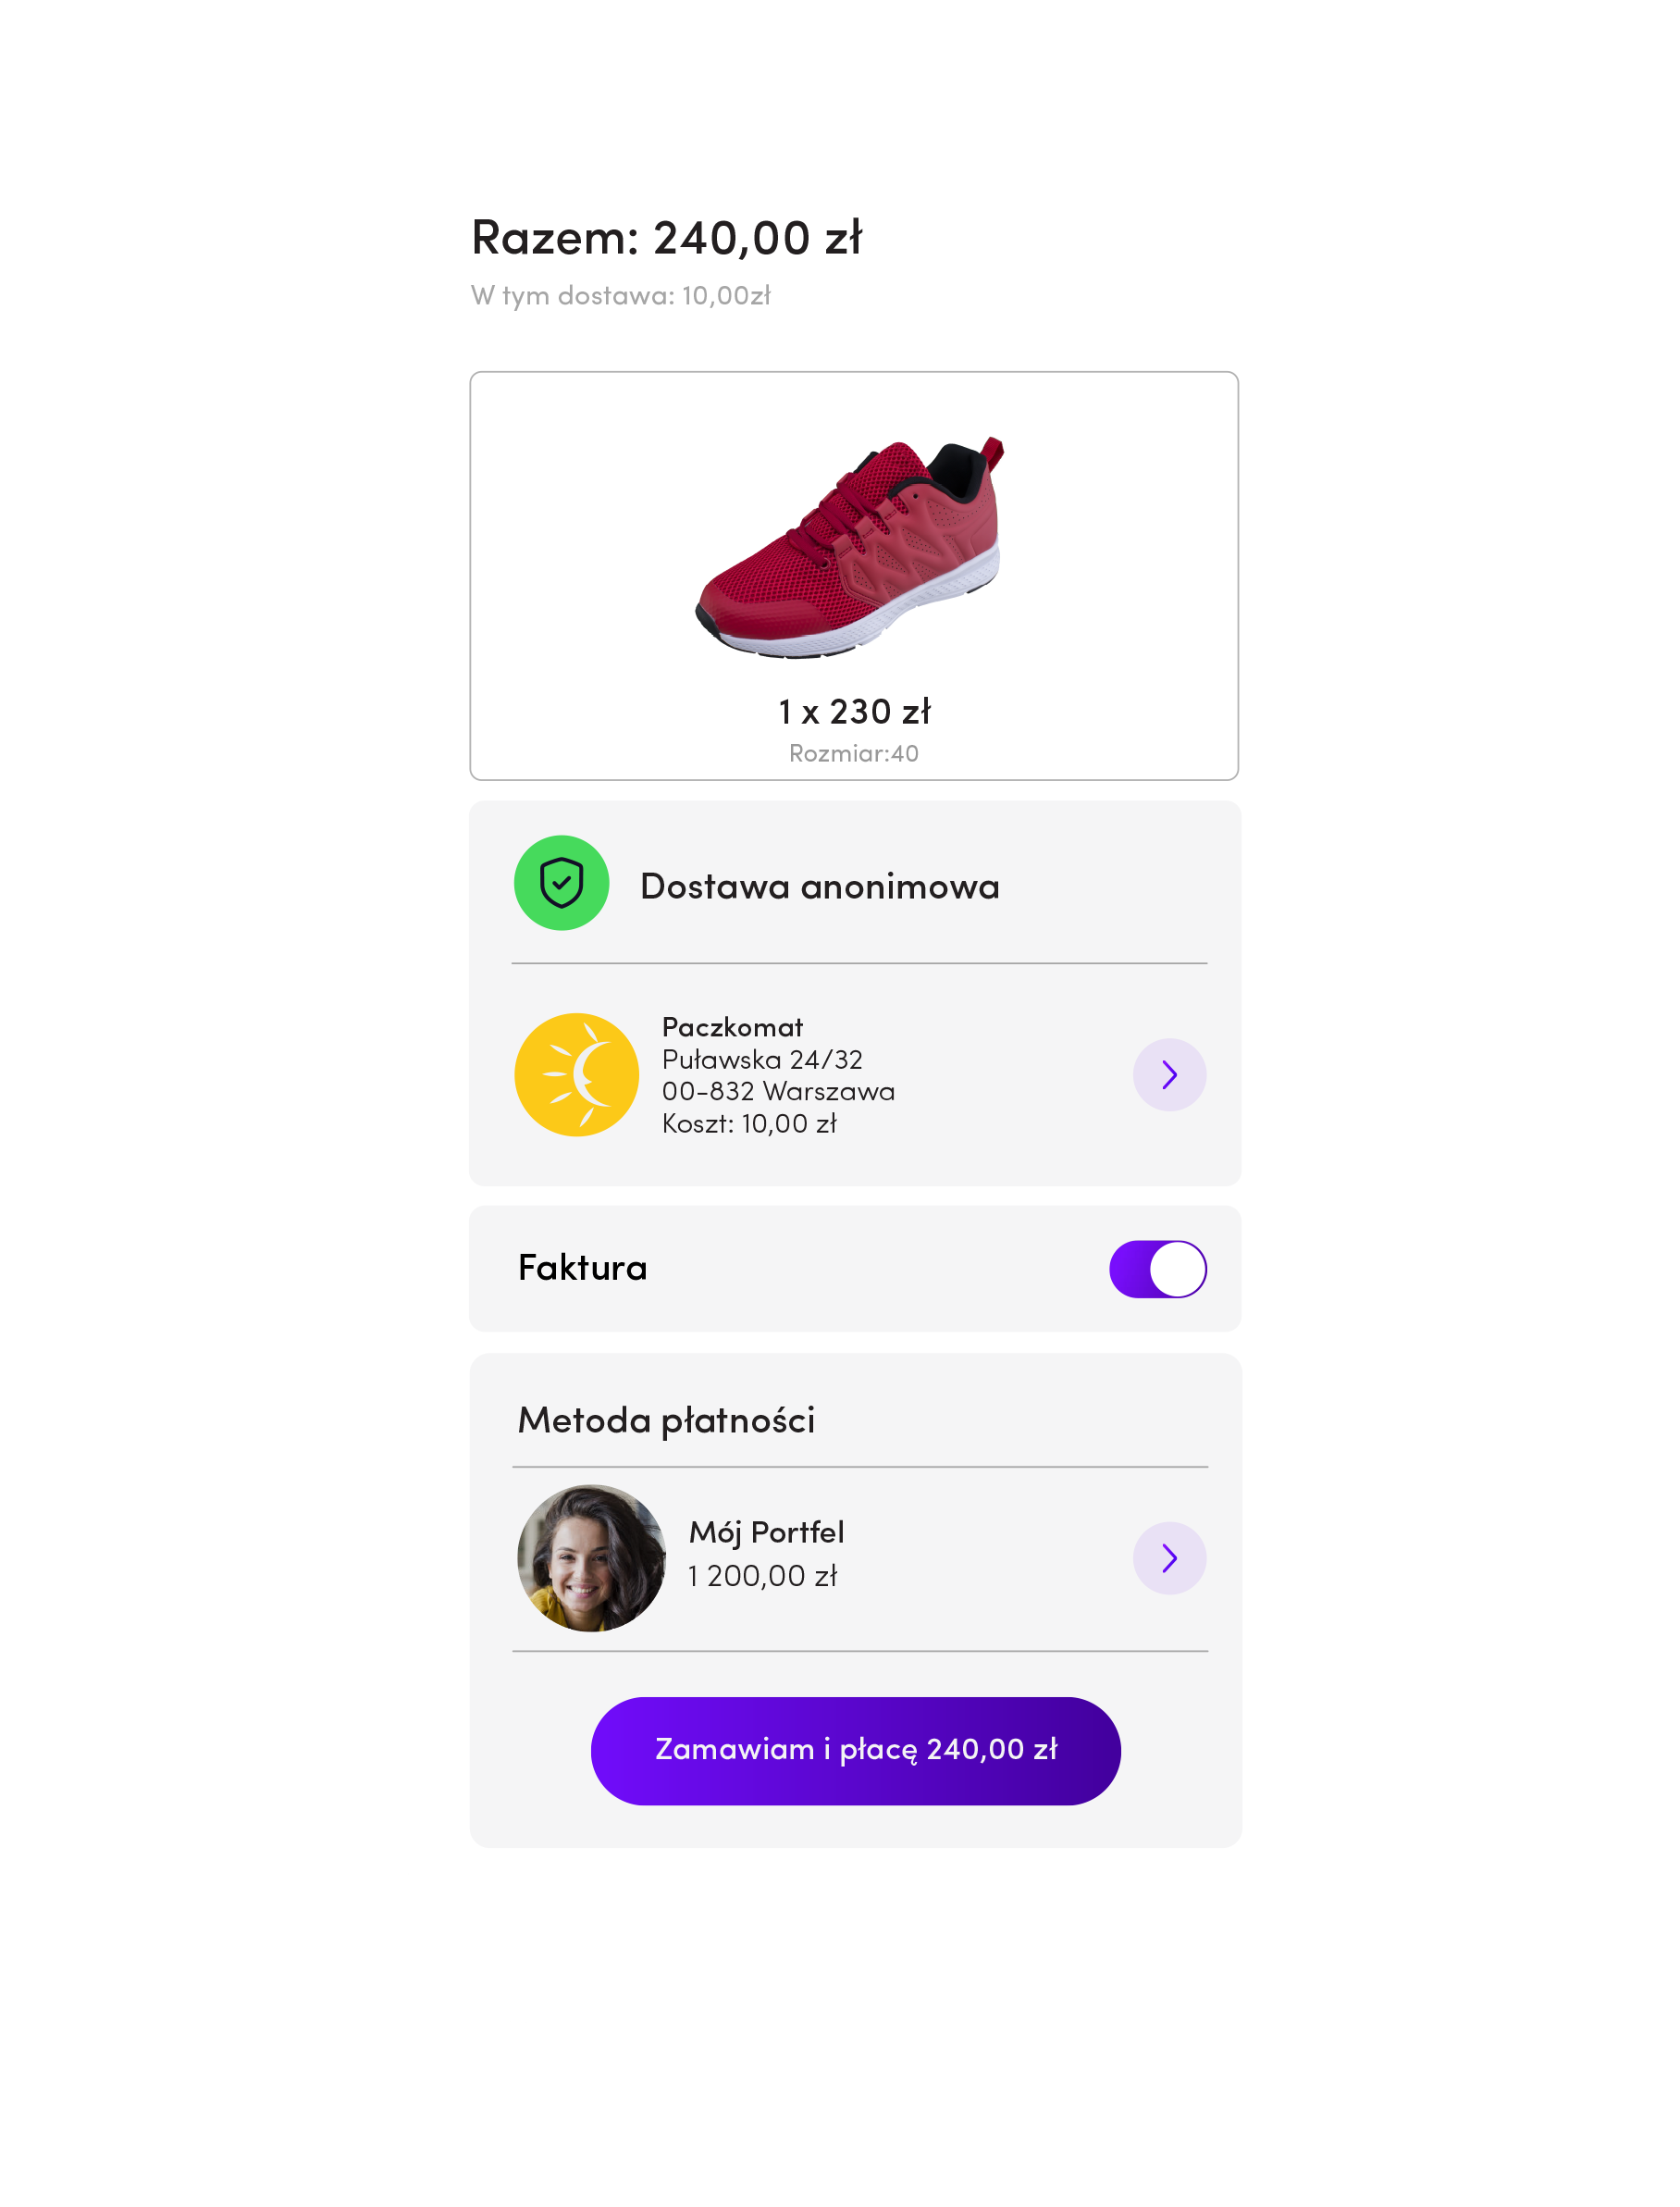 Razem: 240,00 zł
W tym dostawa: 10,00zł
1 x 230 zł
Rozmiar:40
Dostawa anonimowa
Paczkomat
Puławska 24/32
00-832 Warszawa
Koszt: 10,00 zł
Faktura
Metoda płatności
Mój Portfel
1 200,00 zł
Zamawiam i płacę 240,00 zł